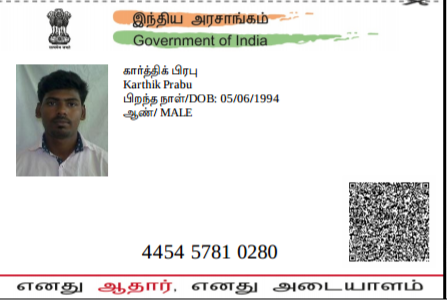 இந்திய அரசாங்கம்
Government of India
கார்த்திக் பிரபு
Karthik Prabu
பிறந்த நாள்/DOB: 05/06/1994
ஆண்/ MALE
4454 5781 0280
எனது ஆதார், எனது அடையாளம்